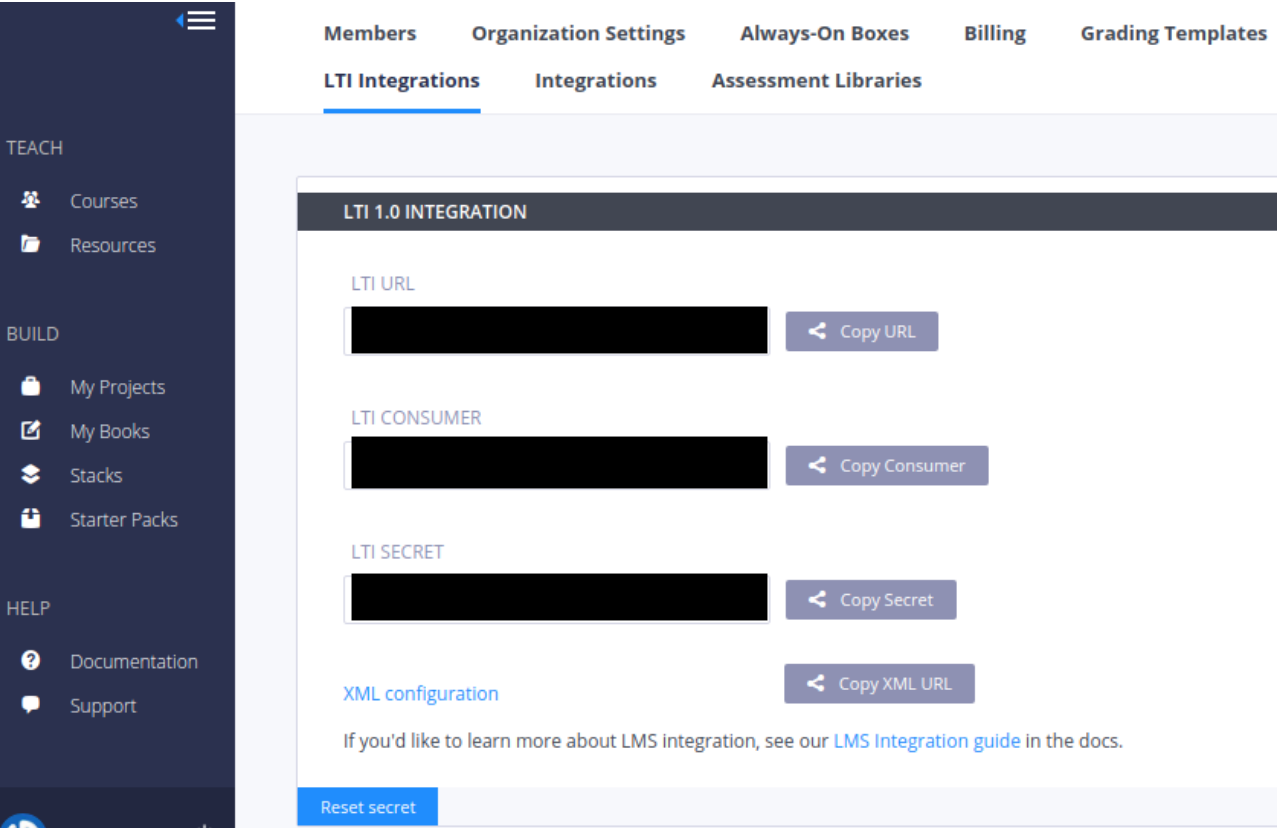 Members Organization Settings Always-On Boxes Billing Grading Templates
LTI Integrations Integrations Assessment Libraries
TEACH
Courses
Resources
BUILD
My Projects
My Books
Stacks
Starter Packs
HELP
Documentation
Support
LTI 1.0 INTEGRATION
LTI URL
Copy URL
LTI CONSUMER
Copy Consumer
LTI SECRET
Copy Secret
XML configuration Copy XML URL
If you'd like to learn more about LMS integration, see our LMS Integration guide in the docs.
Reset secret